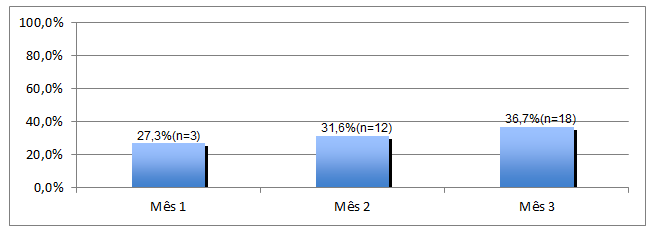 100,0%
80,0%
60,0%
40,0%
20,0%
0,0%
27,3%(n=3)
31,6%(n=12)
36,7%(n=18)
Mês 1
Mês 2
Mês 3